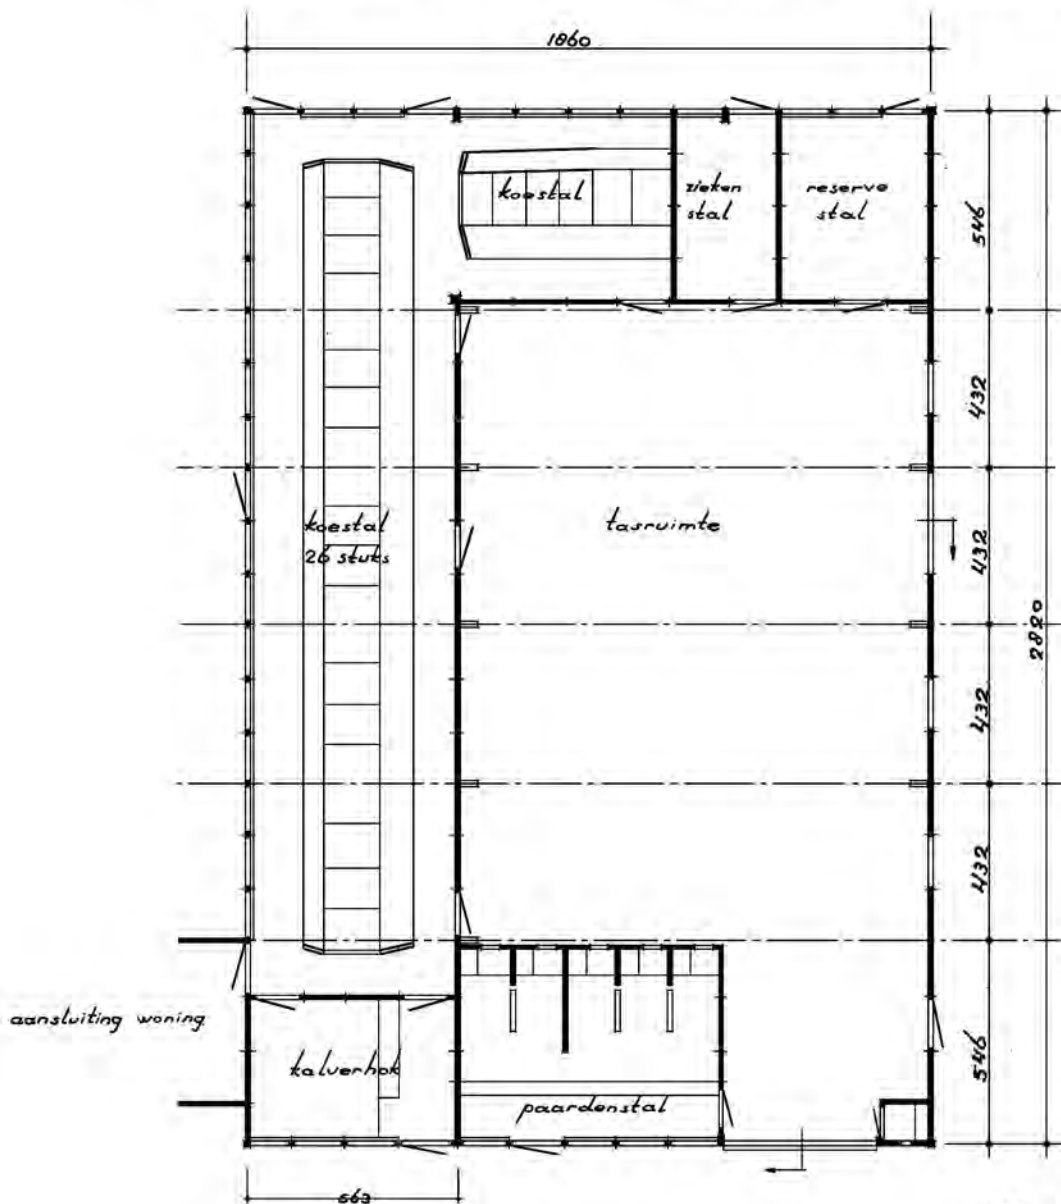 1860
koestal
zieken
stal
reserve
stal
546
432
koestal
26 stuks
tasruimte
432
2820
432
432
aansluiting woning
kalverhok
paardenstal
546
563